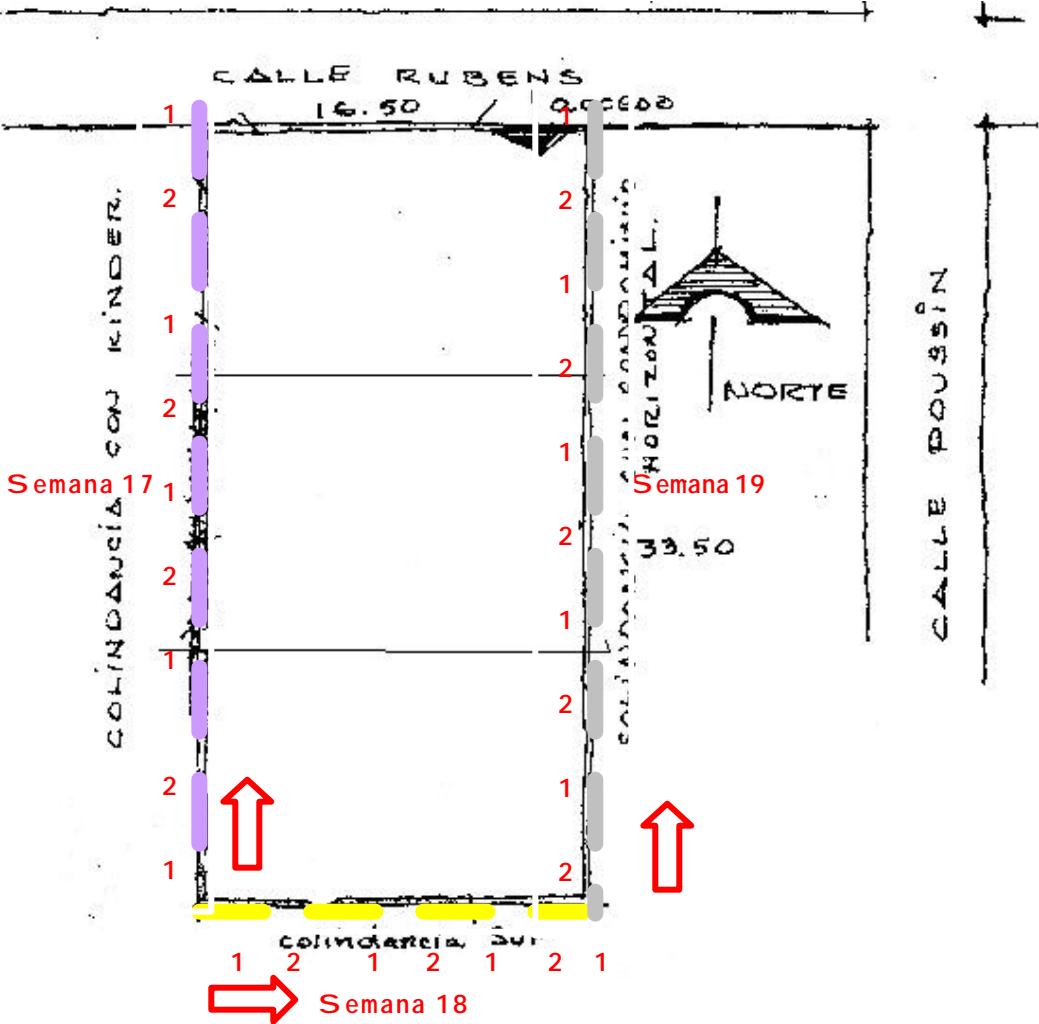 CALLE RUBENS
16.50
COLINDANCIA CON KINDER.
HORIZONTAL.
NORTE
CALLE POUSSIN
33.50
Semana 17
Semana 19
1
2
1
2
1
2
1
2
1
1
2
1
2
1
2
1
2
1
2
Colindancia Sur
1 2 1 2 1 2 1
Semana 18